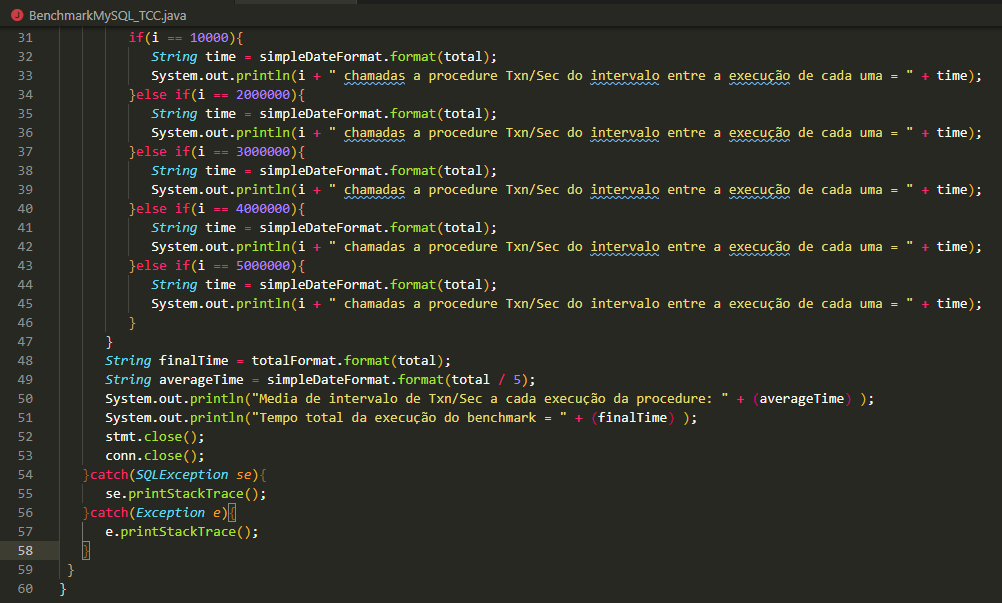 BenchmarkMySQL_TCC.java
31 if(i == 10000){
32 String time = simpleDateFormat.format(total);
33 System.out.println(i + " chamadas a procedure Txn/Sec do intervalo entre a execução de cada uma = " + time);
34 }else if(i == 2000000){
35 String time = simpleDateFormat.format(total);
36 System.out.println(i + " chamadas a procedure Txn/Sec do intervalo entre a execução de cada uma = " + time);
37 }else if(i == 3000000){
38 String time = simpleDateFormat.format(total);
39 System.out.println(i + " chamadas a procedure Txn/Sec do intervalo entre a execução de cada uma = " + time);
40 }else if(i == 4000000){
41 String time = simpleDateFormat.format(total);
42 System.out.println(i + " chamadas a procedure Txn/Sec do intervalo entre a execução de cada uma = " + time);
43 }else if(i == 5000000){
44 String time = simpleDateFormat.format(total);
45 System.out.println(i + " chamadas a procedure Txn/Sec do intervalo entre a execução de cada uma = " + time);
46 }
47 }
48 String finalTime = totalFormat.format(total);
49 String averageTime = simpleDateFormat.format(total / 5);
50 System.out.println("Media de intervalo de Txn/Sec a cada execução da procedure: " + (averageTime) );
51 System.out.println("Tempo total da execução do benchmark = " + (finalTime) );
52 stmt.close();
53 conn.close();
54 }catch(SQLException se){
55 se.printStackTrace();
56 }catch(Exception e){
57 e.printStackTrace();
58 }
59 }
60 }